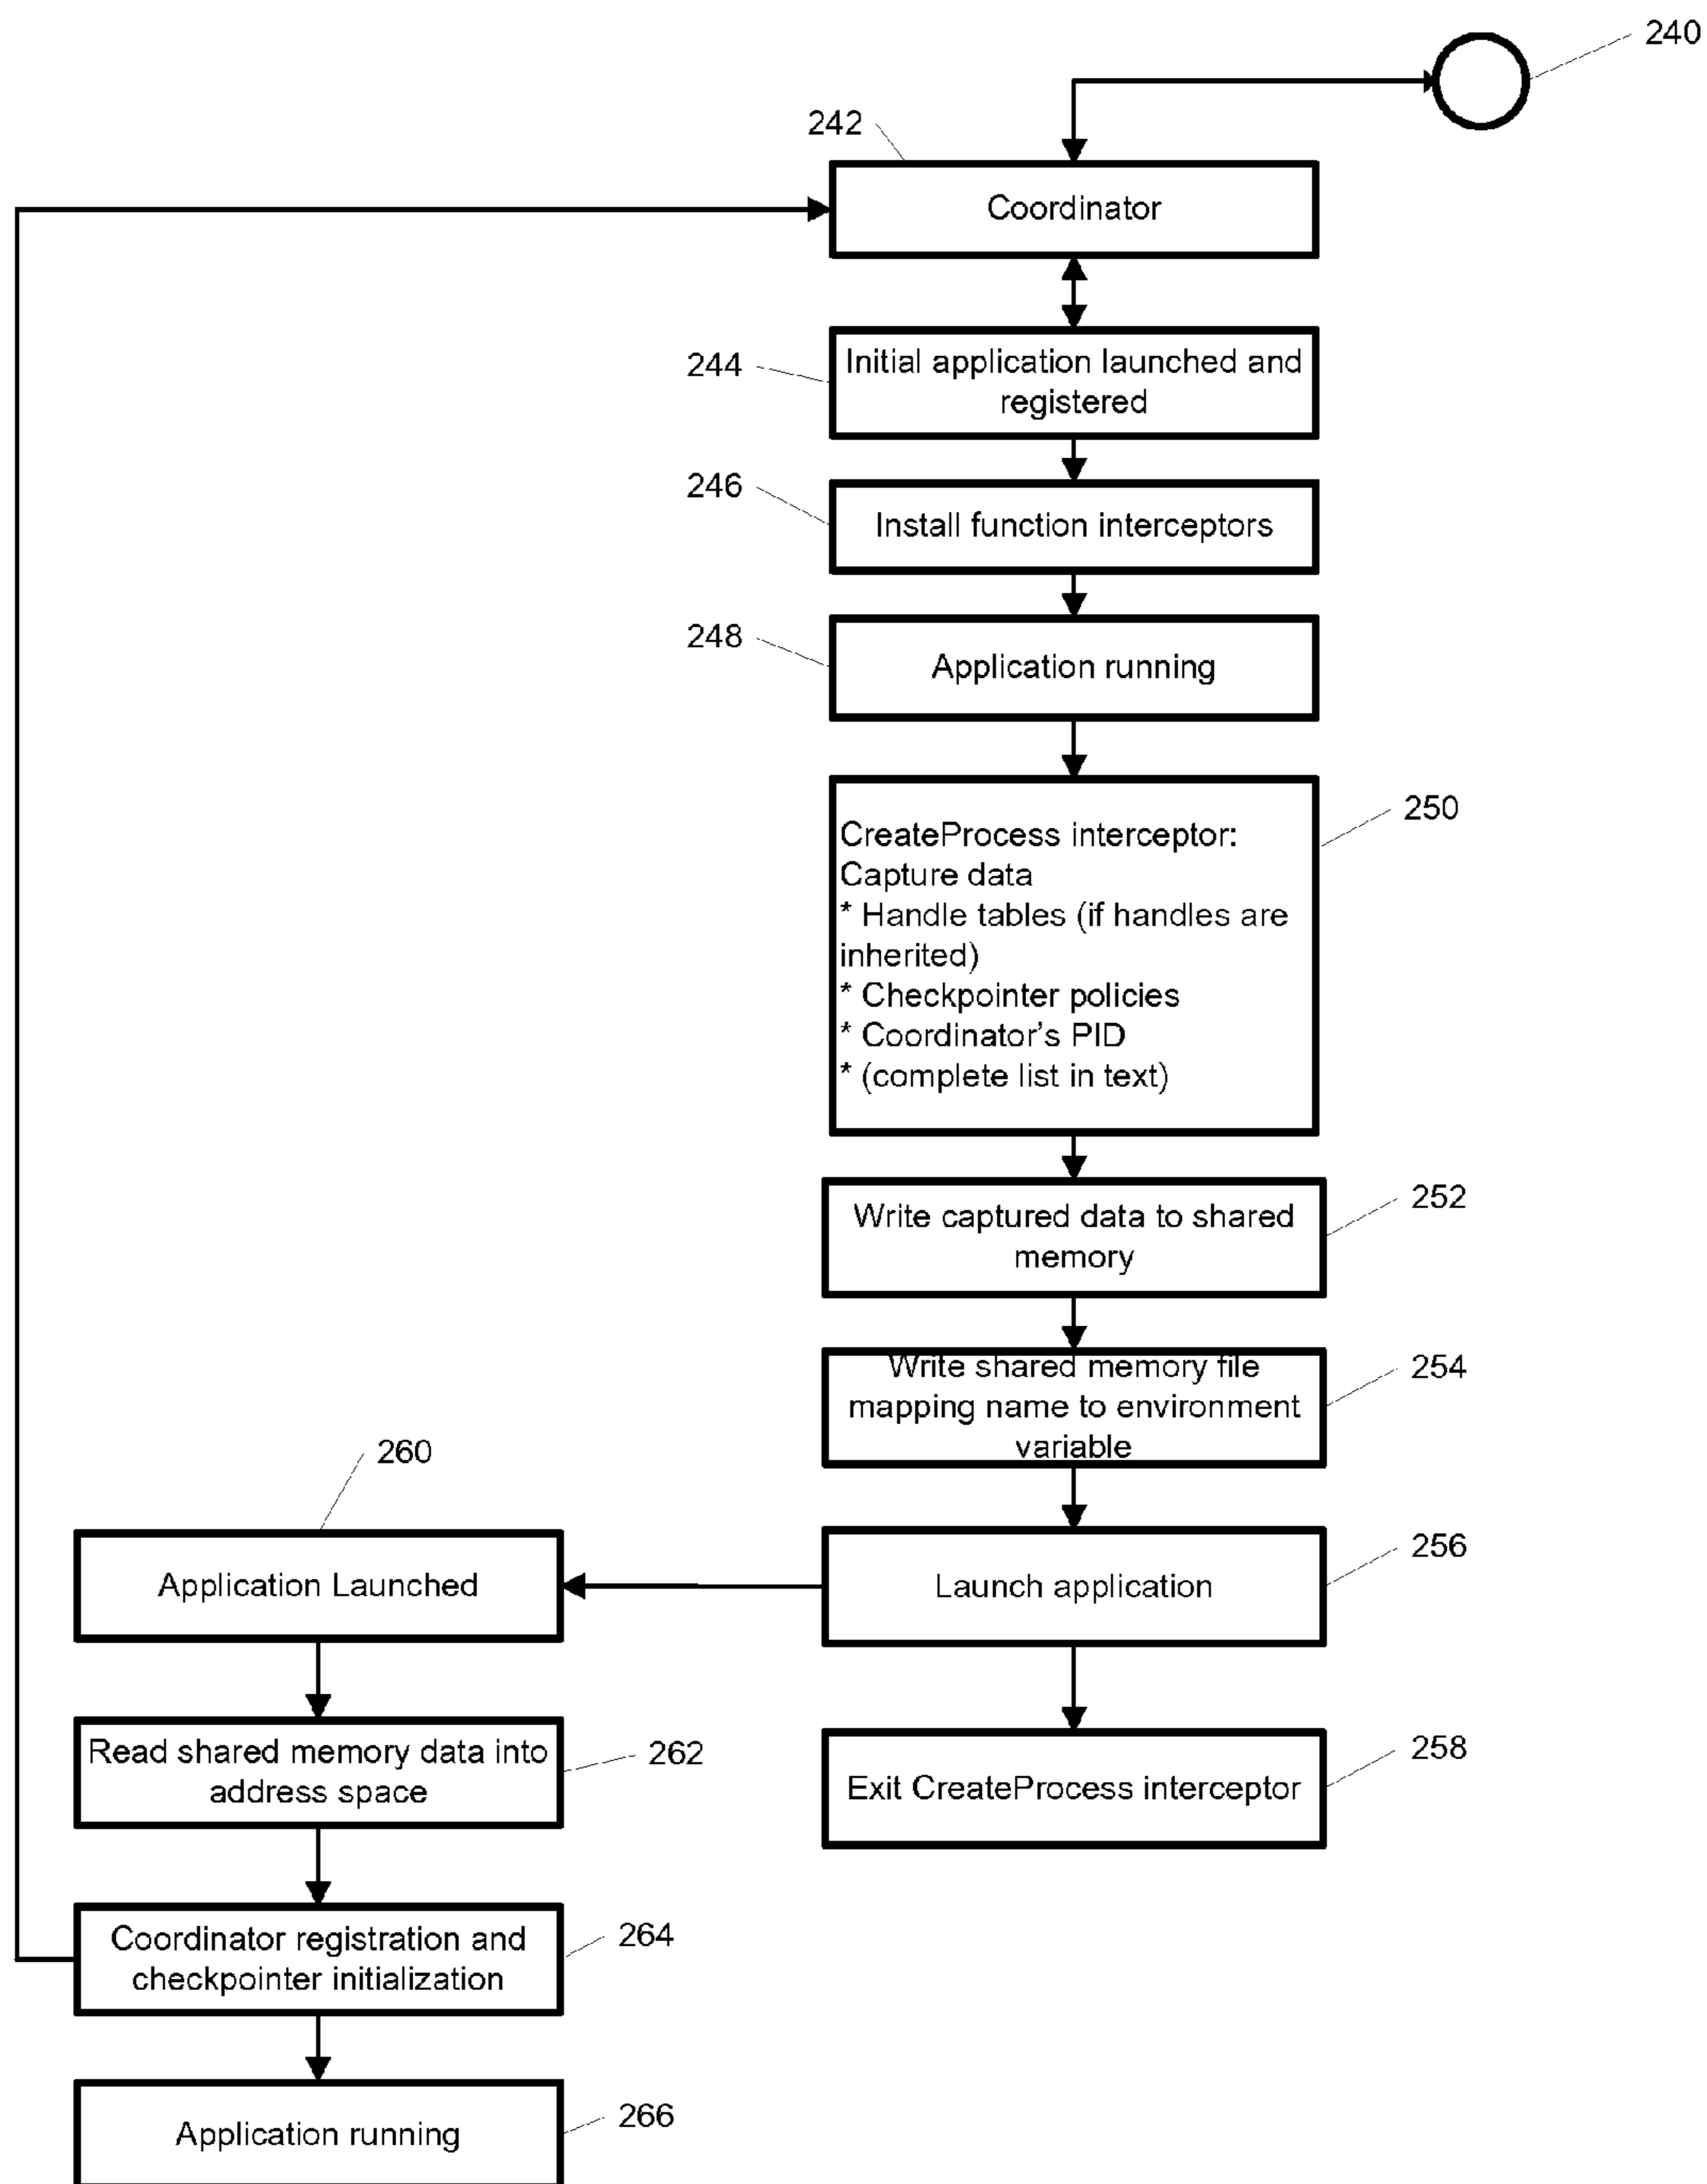 240
242
Coordinator
244
Initial application launched and
registered
246
Install function interceptors
248
Application running
250
CreateProcess interceptor:
Capture data
* Handle tables (if handles are
inherited)
* Checkpointer policies
* Coordinator's PID
* (complete list in text)
252
Write captured data to shared
memory
254
Write shared memory file
mapping name to environment
variable
260
256
Application Launched
Launch application
262
Read shared memory data into
address space
258
Exit CreateProcess interceptor
264
Coordinator registration and
checkpointer initialization
266
Application running